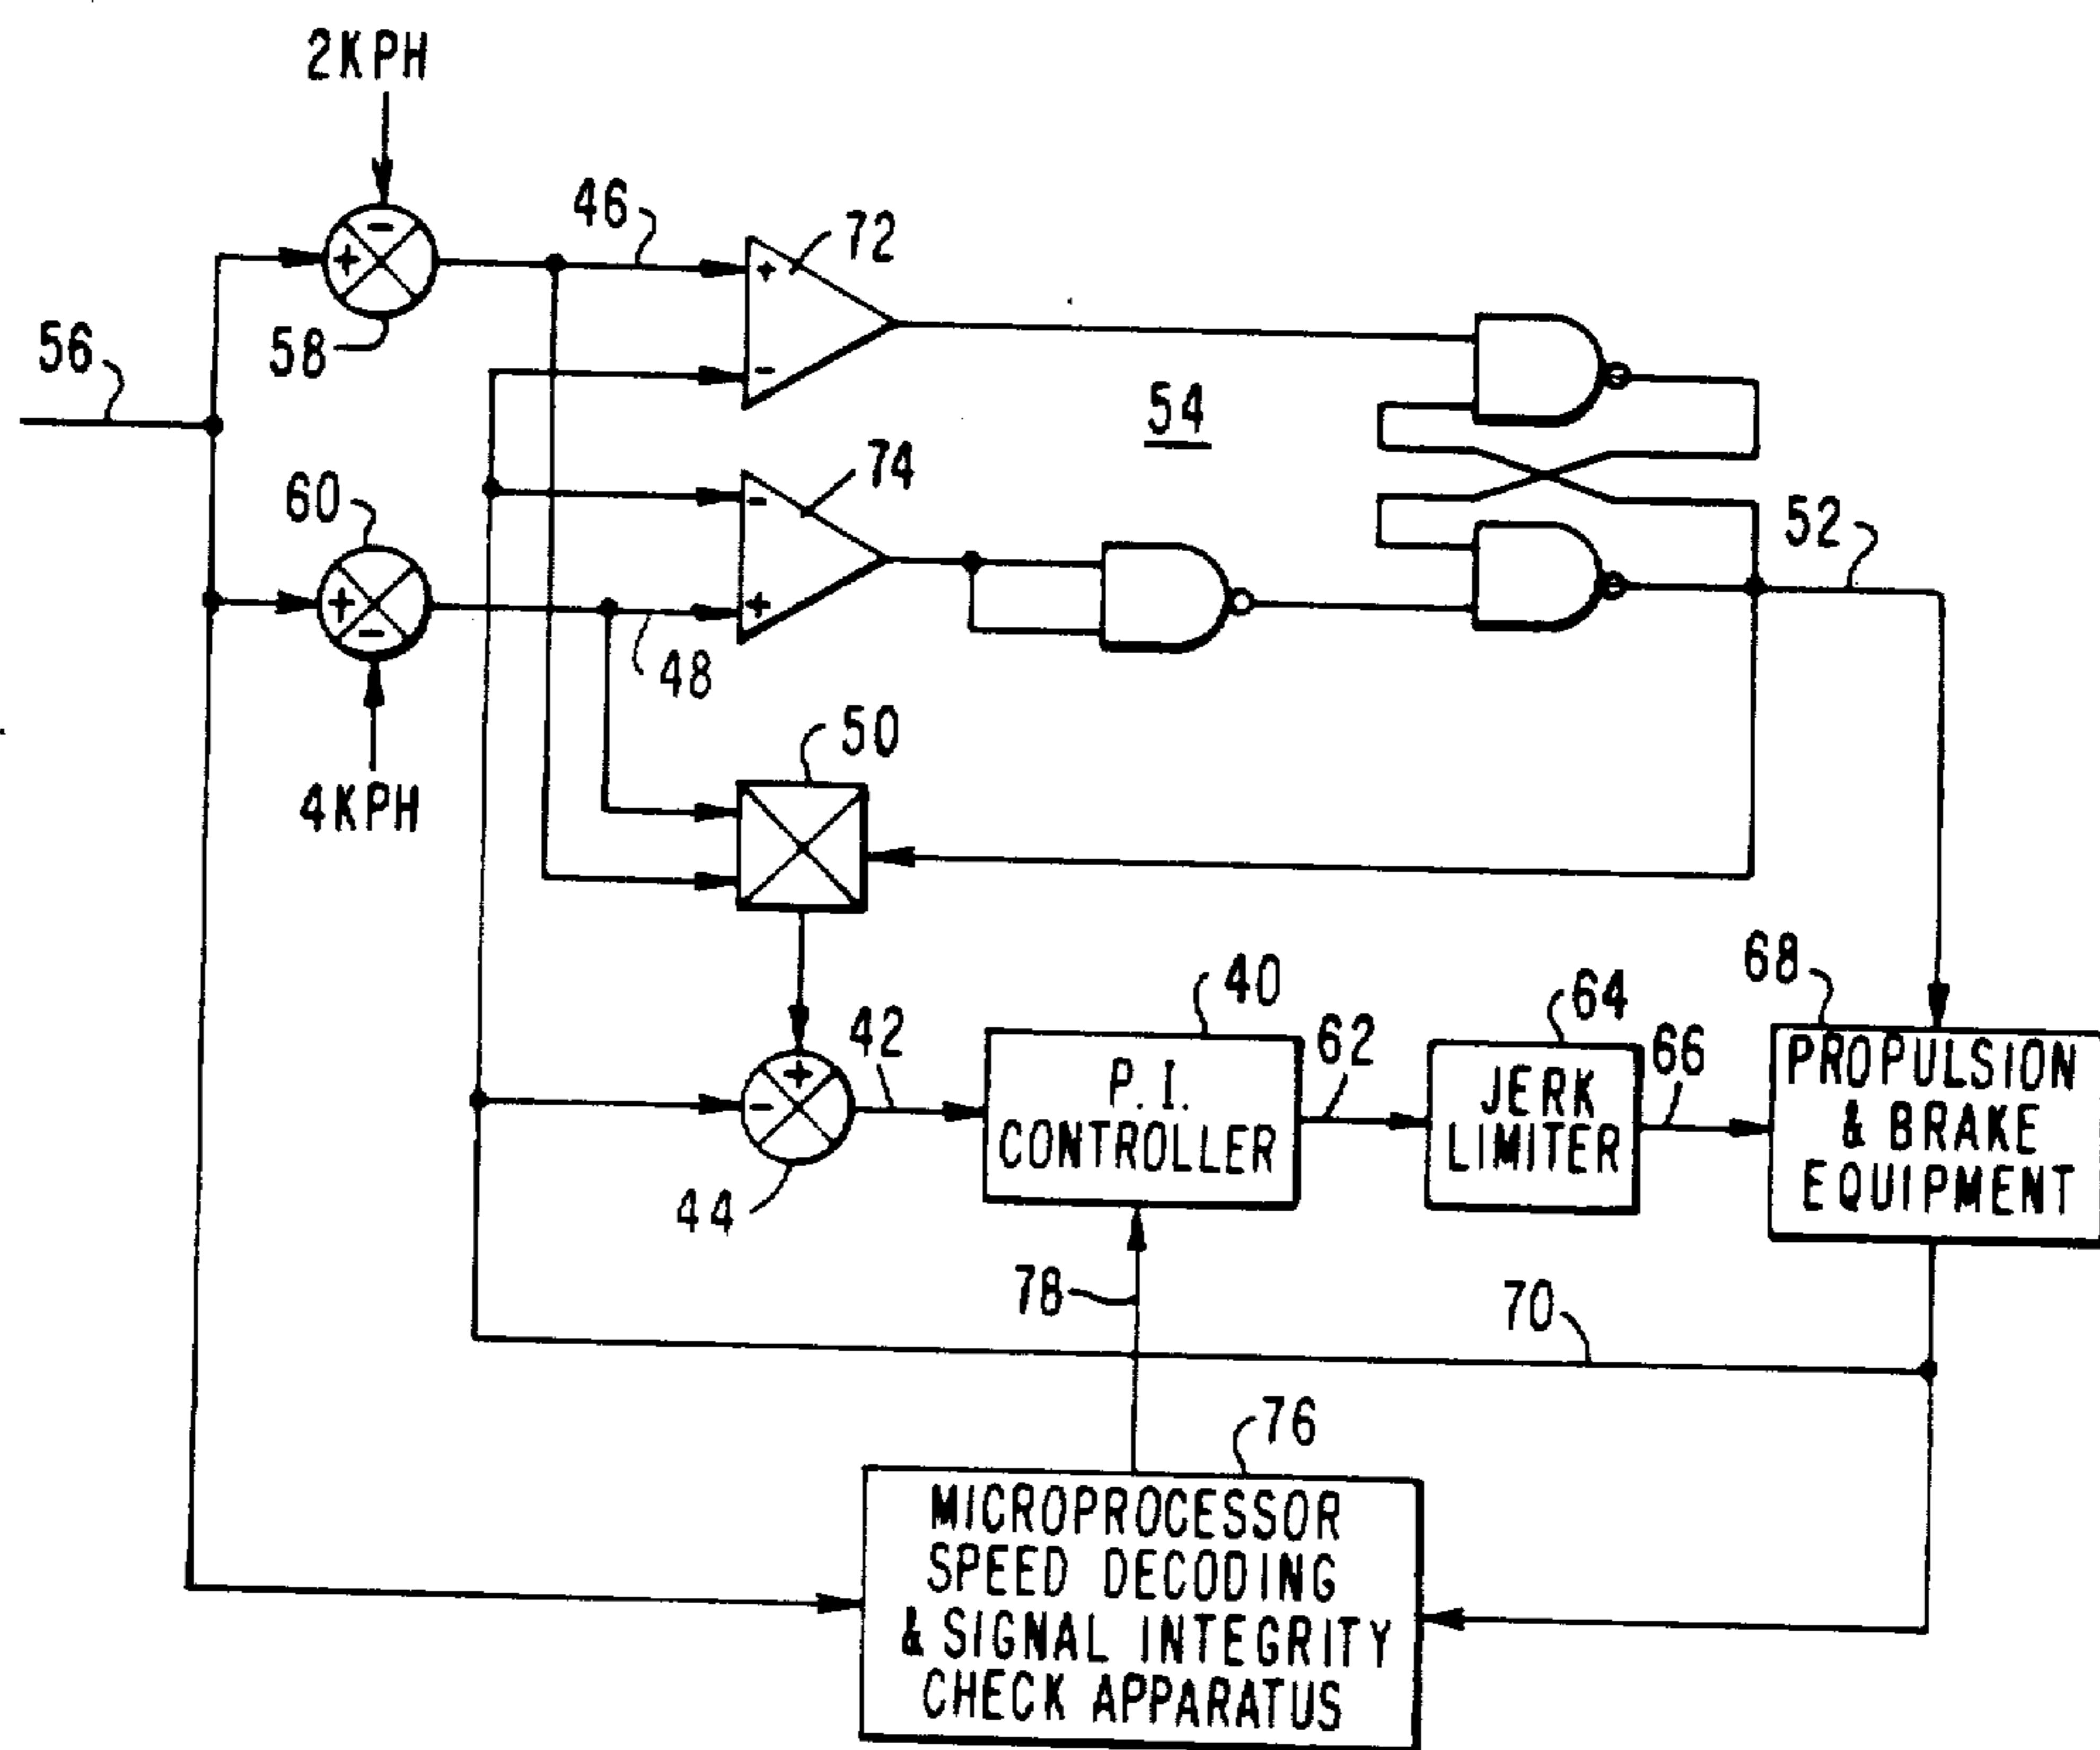 2KPH
46
72
56
58
54
60
74
52
48
4KPH
50
42
40
62
64
66
68
+
-
+
-
+
-
-
+
+
-
P. I.
CONTROLLER
JERK
LIMITER
PROPULSION
& BRAKE
EQUIPMENT
44
78
70
76
MICROPROCESSOR
SPEED DECODING
& SIGNAL INTEGRITY
CHECK APPARATUS